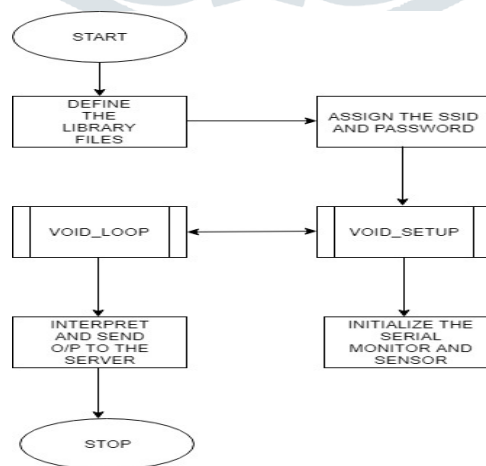 START
DEFINE
THE
LIBRARY
FILES
ASSIGN THE SSID
AND PASSWORD
VOID_LOOP
VOID_SETUP
INTERPRET
AND SEND
O/P TO THE
SERVER
INITIALIZE THE
SERIAL
MONITOR AND
SENSOR
STOP